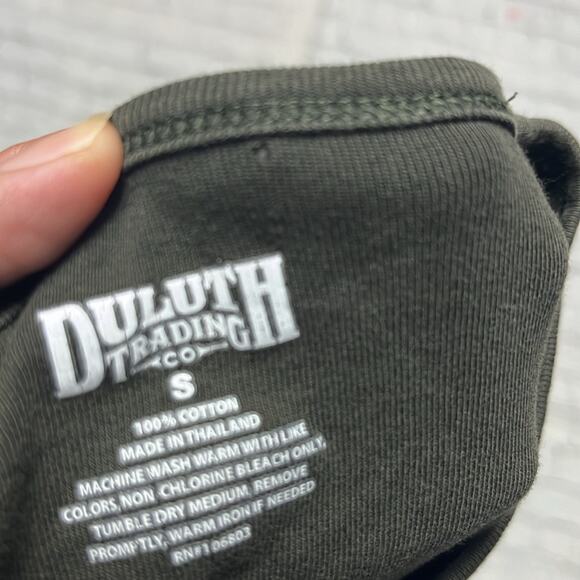 DULUTH
TRADING
CO
S
100% COTTON
MADE IN THAILAND
MACHINE WASH WARM WITH LIKE
COLORS, NON CHLORINE BLEACH ONLY,
TUMBLE DRY MEDIUM, REMOVE
PROMPTLY, WARM IRON IF NEEDED
RN# 106803